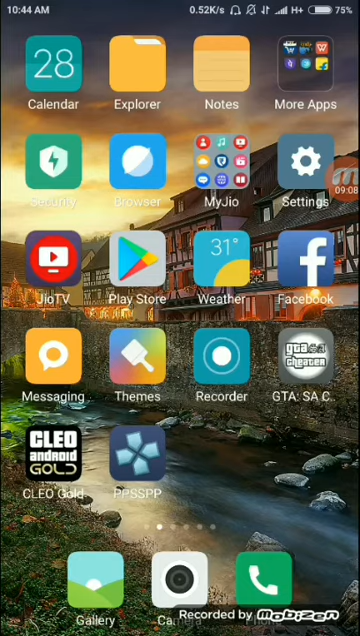 10:44 AM 0.52K/s H+ 75%
28
Calendar Explorer Notes More Apps
09:08
Security Browser MyJio Settings
31°
JioTV Play Store Weather Facebook
gta
cheater
Messaging Themes Recorder GTA: SA C..
CLEO
android
GOLD
CLEO Gold PPSSPP
Gallery Camera
Recorded by Mobizen